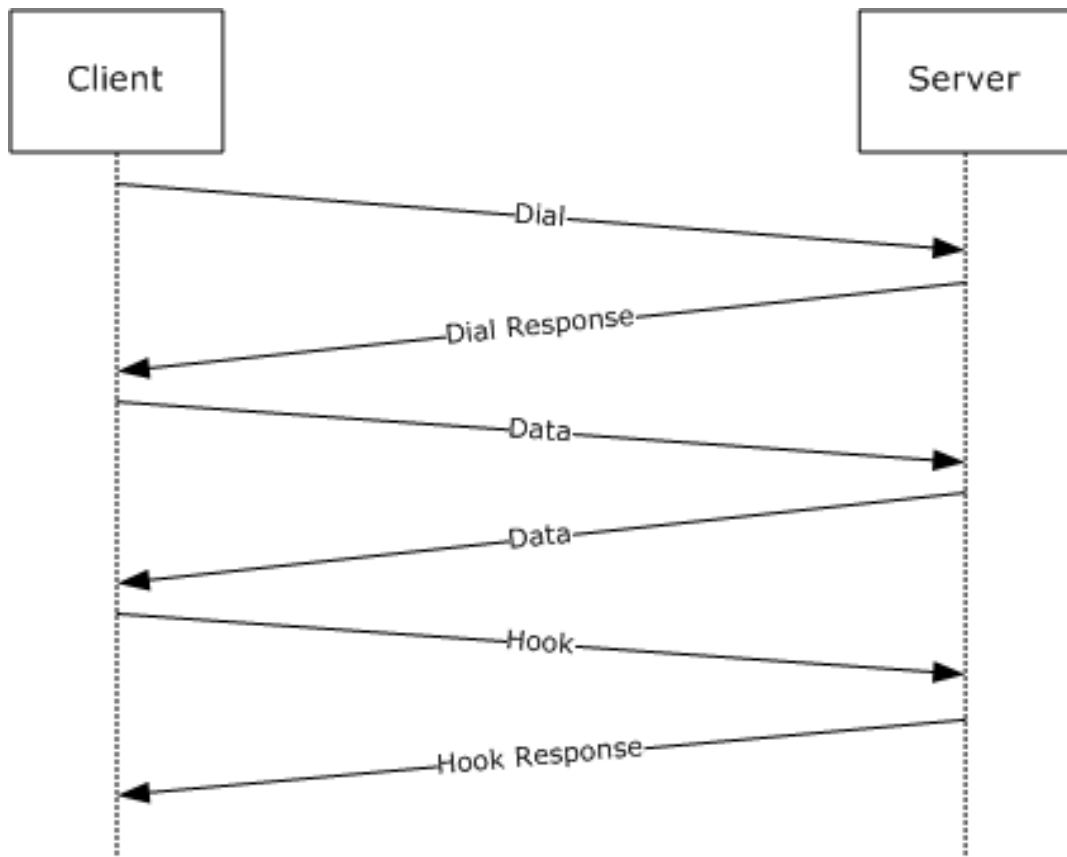 Client
Server
Dial
Dial Response
Data
Data
Hook
Hook Response